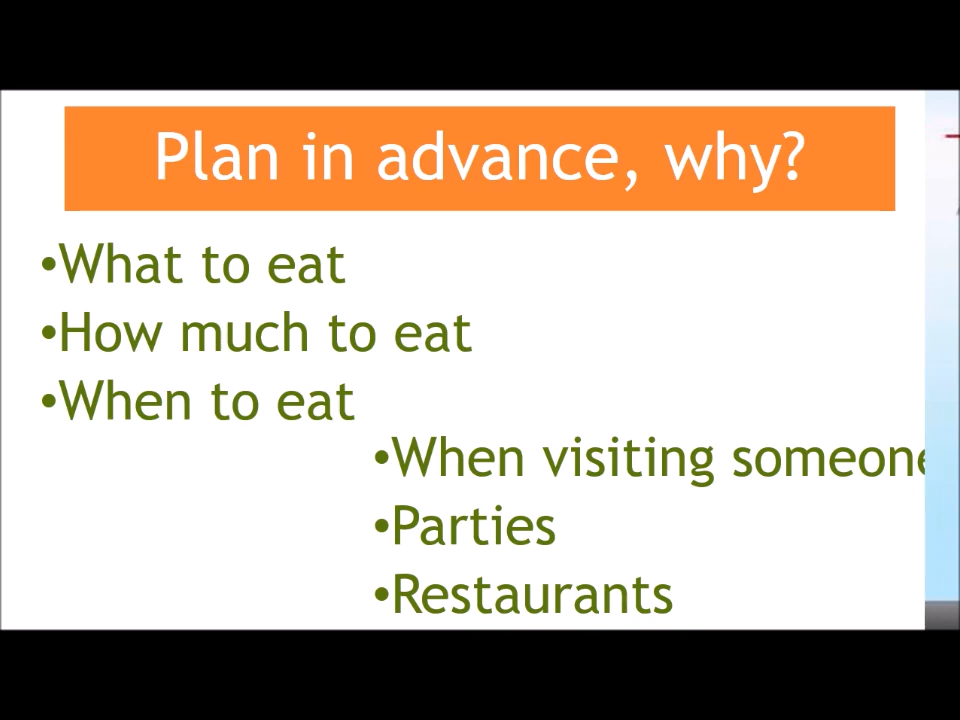 Plan in advance, why?
•What to eat
•How much to eat
•When to eat
•When visiting someone
•Parties
•Restaurants